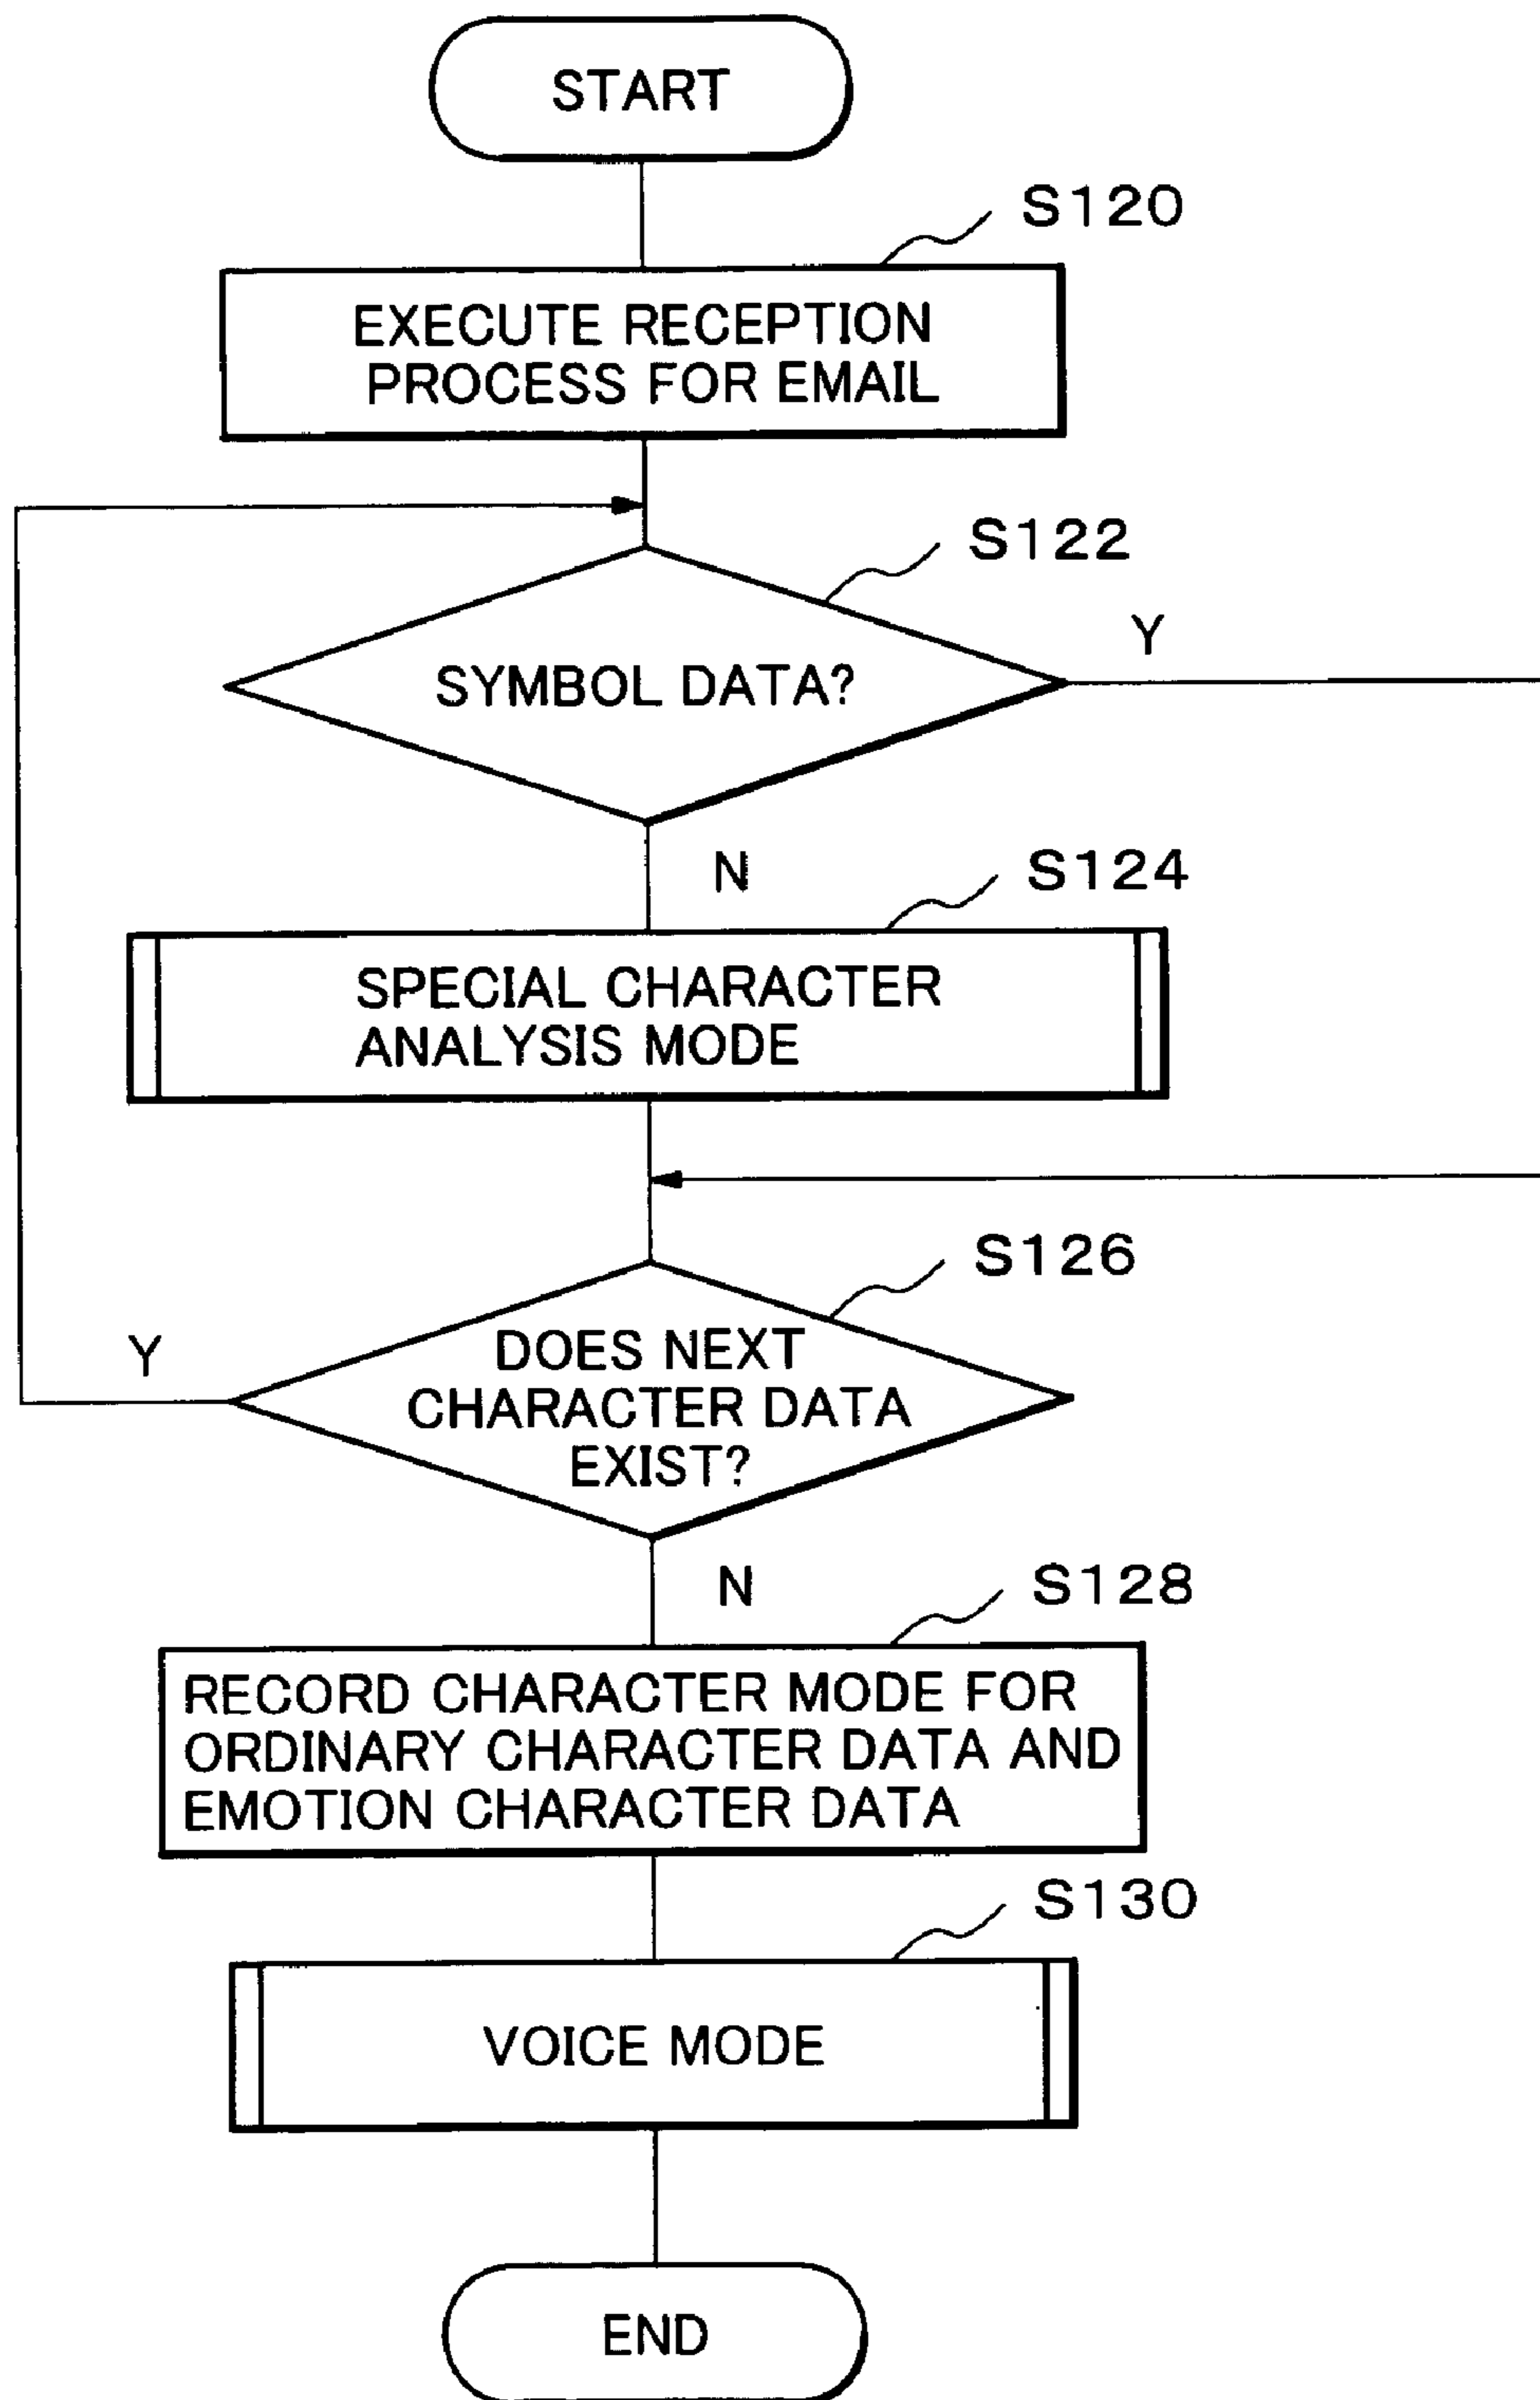 START
S120
EXECUTE RECEPTION
PROCESS FOR EMAIL
S122
SYMBOL DATA?
Y
N
S124
SPECIAL CHARACTER
ANALYSIS MODE
S126
DOES NEXT
CHARACTER DATA
EXIST?
Y
N
S128
RECORD CHARACTER MODE FOR
ORDINARY CHARACTER DATA AND
EMOTION CHARACTER DATA
S130
VOICE MODE
END